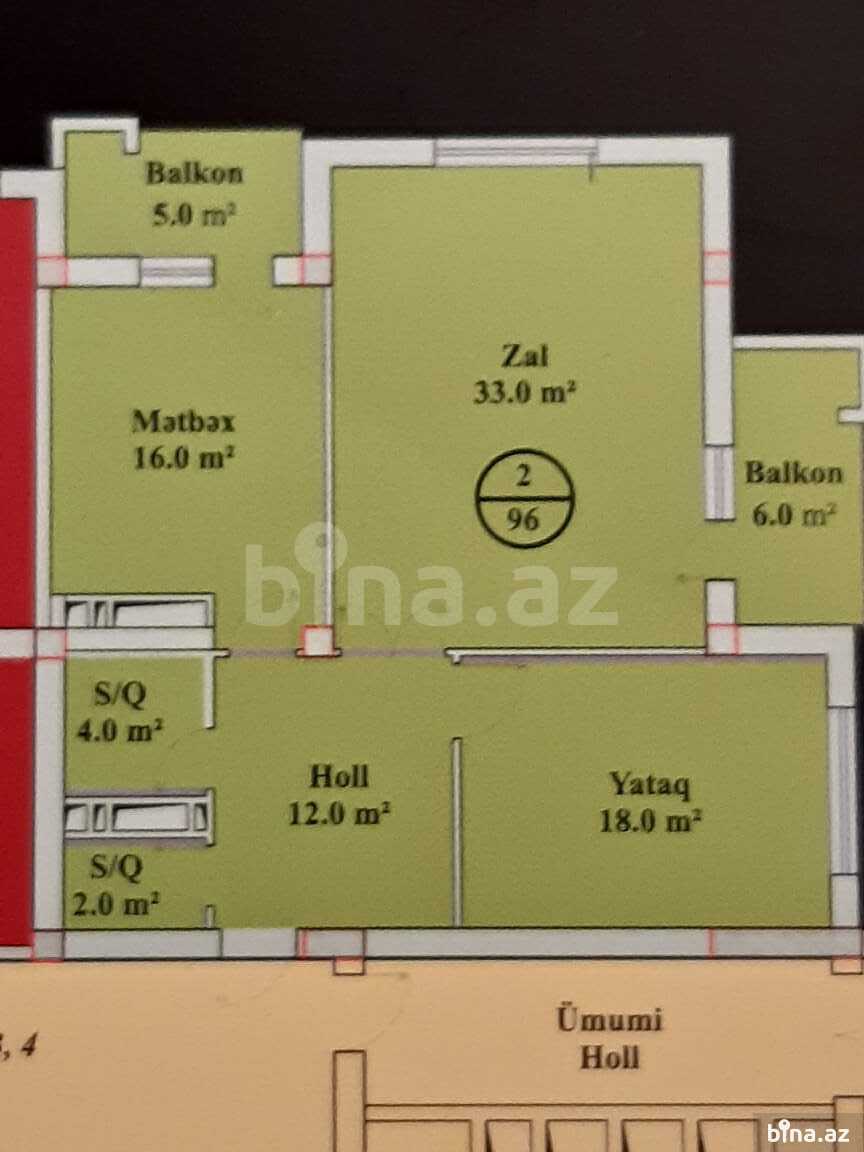 Balkon
5.0 m²
Zal
33.0 m²
Mətbəx
16.0 m²
2
96
Balkon
6.0 m²
bina.az
S/Q
4.0 m²
Holl
12.0 m²
Yataq
18.0 m²
S/Q
2.0 m²
Ümumi
Holl
, 4
bina.az